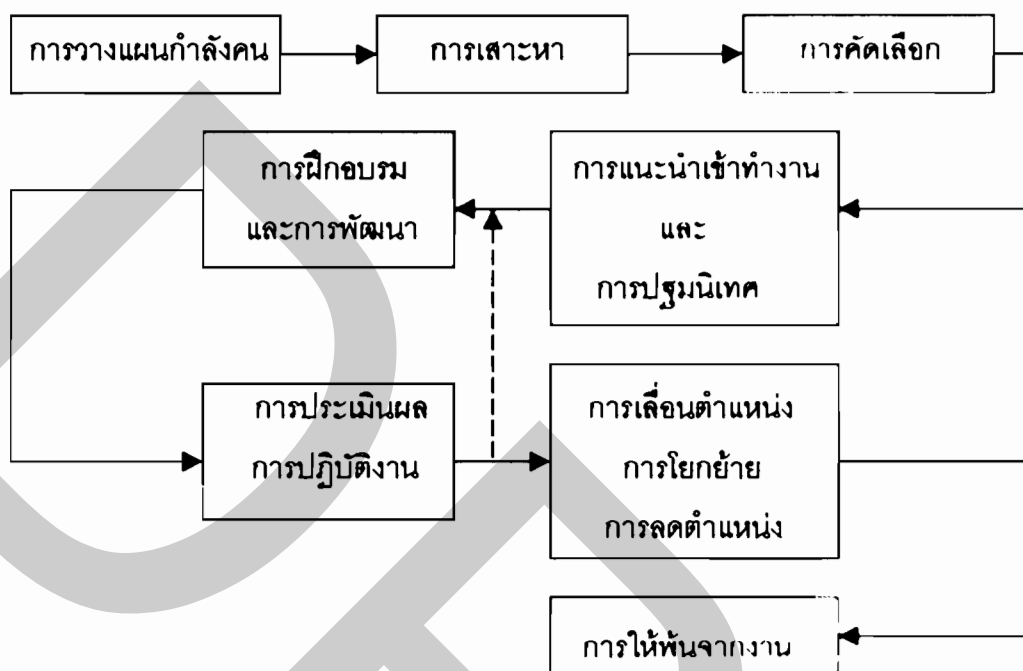 การวางแผนกำลังคน
การเสาะหา
การคัดเลือก
การฝึกอบรม
และการพัฒนา
การแนะนำเข้าทำงาน
และ
การปฐมนิเทศ
การประเมินผล
การปฏิบัติงาน
การเลื่อนตำแหน่ง
การโยกย้าย
การลดตำแหน่ง
การให้พ้นจากงาน